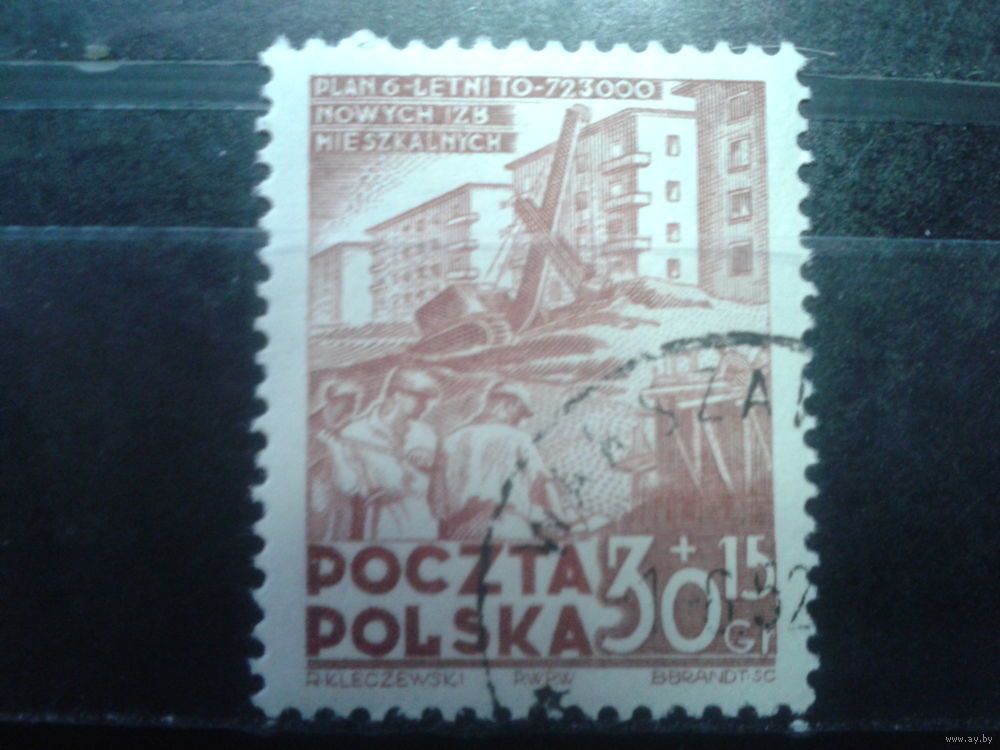 PLAN 6-LETNI TO-723000
NOWYCH IZB
MIESZKALNYCH
WARSZA
+ 15
30
GR
POCZTA
POLSKA
R.KLECZEWSKI P.W.P.W B.BRANDT·SC
www.ay.by